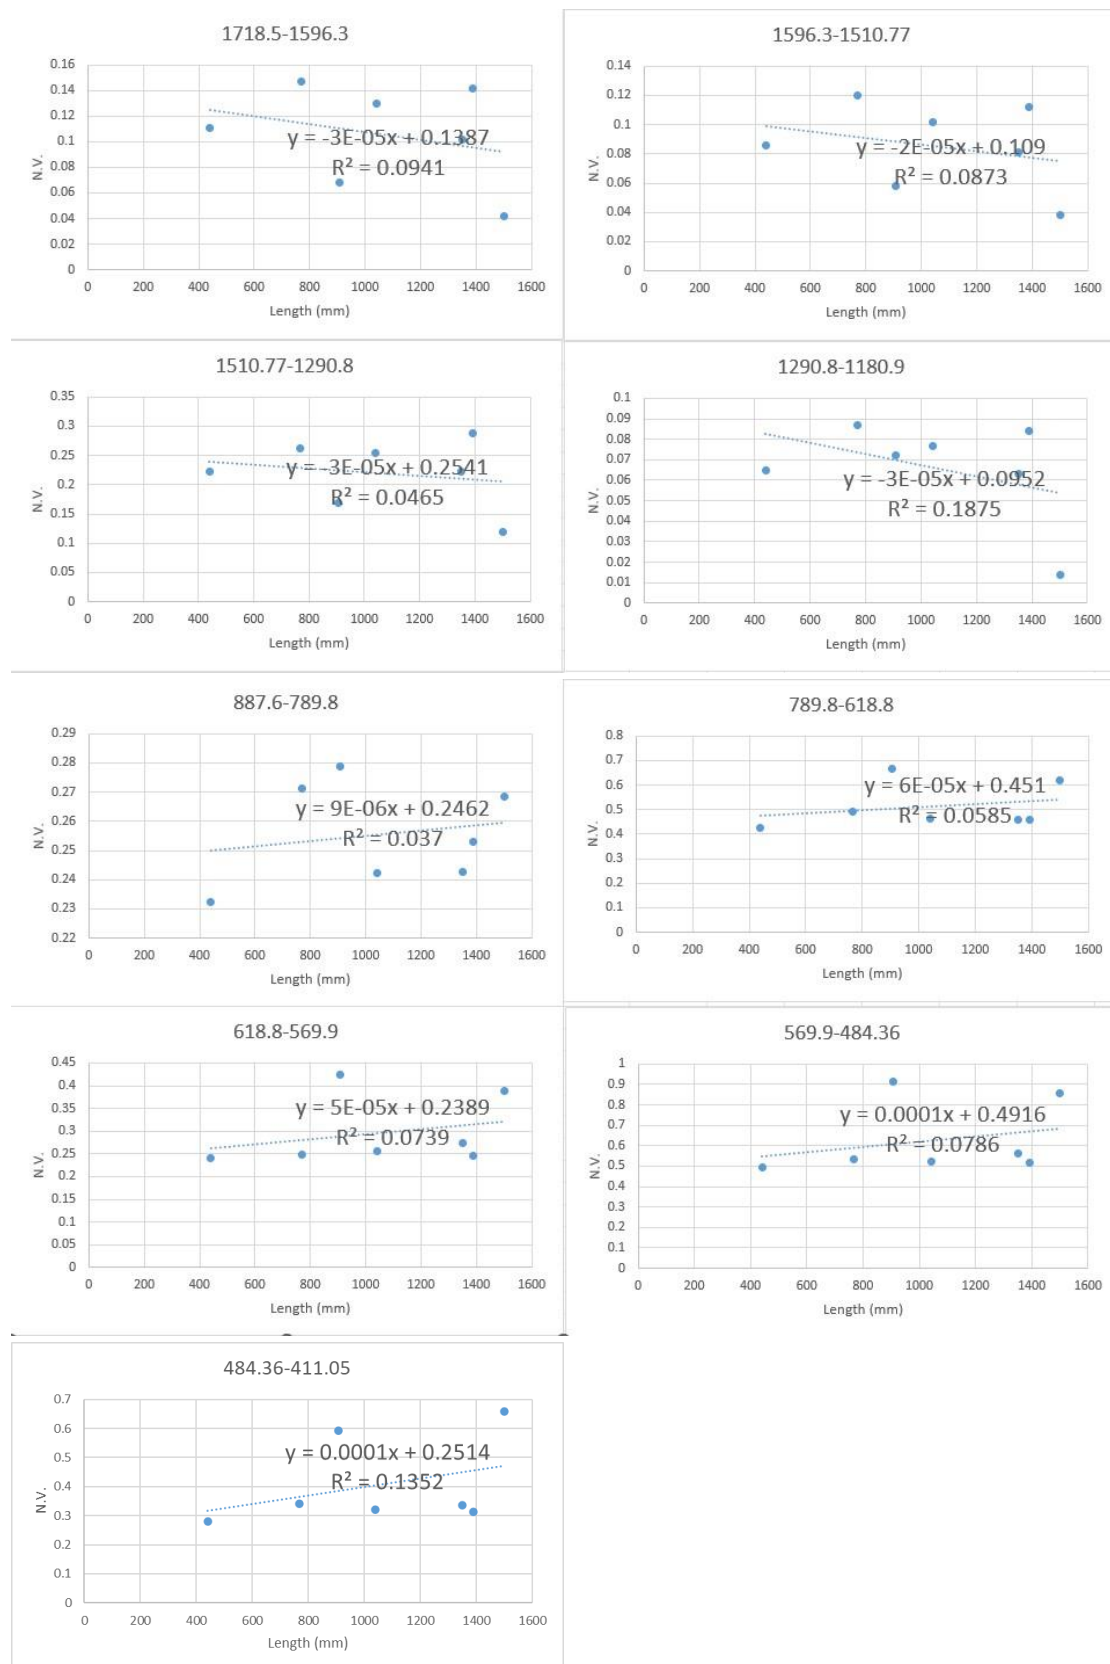 1718.5-1596.3
0.16
0.14
0.12
0.1
0.08
0.06
0.04
0.02
0
N.V.
y = -3E-05x + 0.1387
R² = 0.0941
0 200 400 600 800 1000 1200 1400 1600
Length (mm)
1596.3-1510.77
0.14
0.12
0.1
0.08
0.06
0.04
0.02
0
N.V.
y = -2E-05x + 0.109
R² = 0.0873
0 200 400 600 800 1000 1200 1400 1600
Length (mm)
1510.77-1290.8
0.35
0.3
0.25
0.2
0.15
0.1
0.05
0
N.V.
y = -3E-05x + 0.2541
R² = 0.0465
0 200 400 600 800 1000 1200 1400 1600
Length (mm)
1290.8-1180.9
0.1
0.09
0.08
0.07
0.06
0.05
0.04
0.03
0.02
0.01
0
N.V.
y = -3E-05x + 0.0952
R² = 0.1875
0 200 400 600 800 1000 1200 1400 1600
Length (mm)
887.6-789.8
0.29
0.28
0.27
0.26
0.25
0.24
0.23
0.22
N.V.
y = 9E-06x + 0.2462
R² = 0.037
0 200 400 600 800 1000 1200 1400 1600
Length (mm)
789.8-618.8
0.8
0.7
0.6
0.5
0.4
0.3
0.2
0.1
0
N.V.
y = 6E-05x + 0.451
R² = 0.0585
0 200 400 600 800 1000 1200 1400 1600
Length (mm)
618.8-569.9
0.45
0.4
0.35
0.3
0.25
0.2
0.15
0.1
0.05
0
N.V.
y = 5E-05x + 0.2389
R² = 0.0739
0 200 400 600 800 1000 1200 1400 1600
Length (mm)
569.9-484.36
1
0.9
0.8
0.7
0.6
0.5
0.4
0.3
0.2
0.1
0
N.V.
y = 0.0001x + 0.4916
R² = 0.0786
0 200 400 600 800 1000 1200 1400 1600
Length (mm)
484.36-411.05
0.7
0.6
0.5
0.4
0.3
0.2
0.1
0
N.V.
y = 0.0001x + 0.2514
R² = 0.1352
0 200 400 600 800 1000 1200 1400 1600
Length (mm)